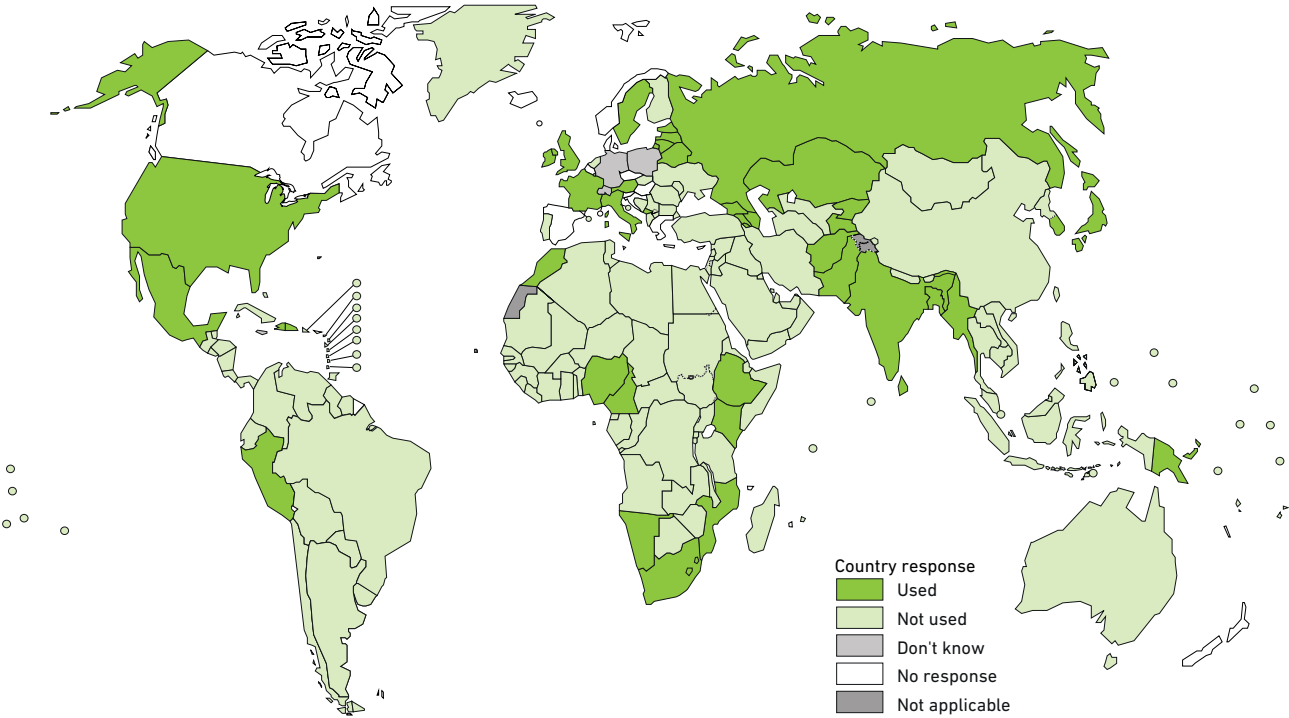 Country response
Used
Not used
Don't know
No response
Not applicable